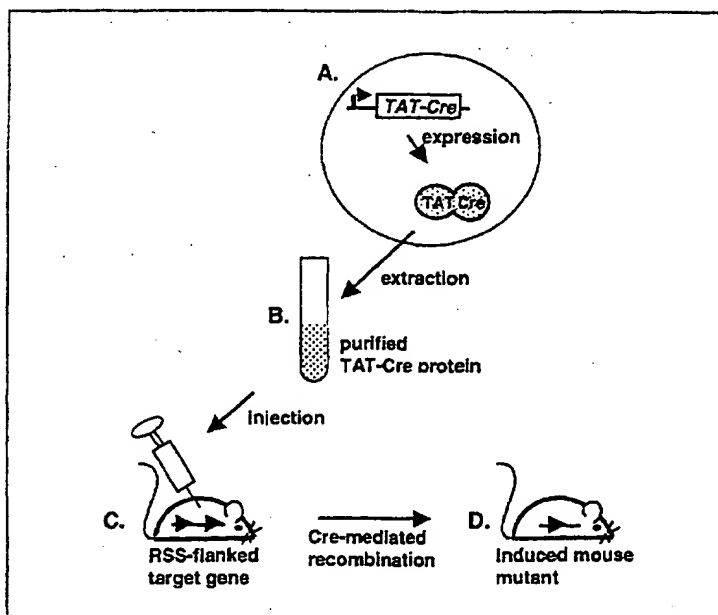 A.
TAT-Cre
expression
TAT Cre
extraction
B.
purified
TAT-Cre protein
injection
C.
RSS-flanked
target gene
Cre-mediated
recombination
D.
induced mouse
mutant